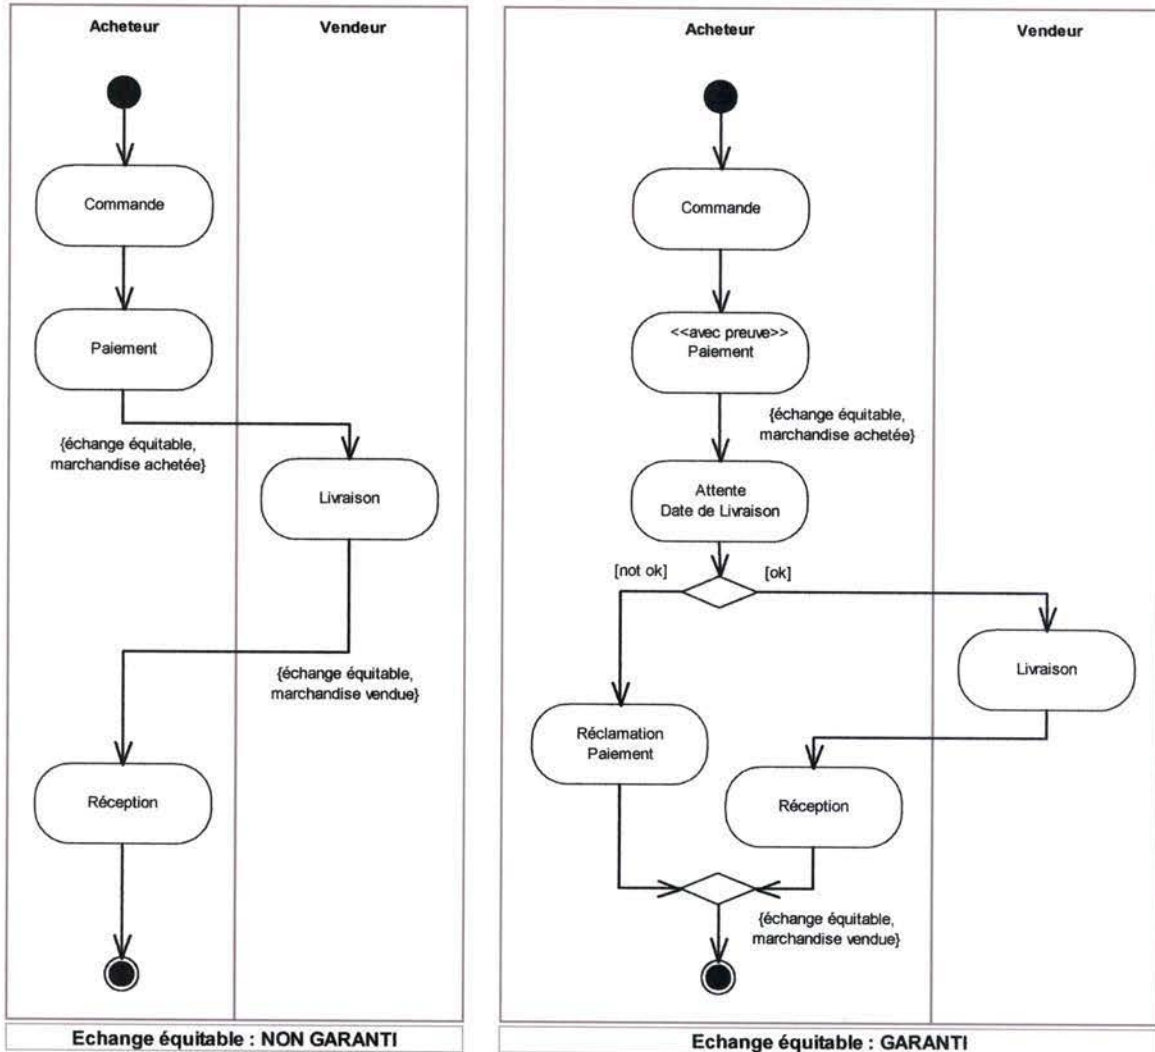 Acheteur
Vendeur
Commande
Paiement
{échange équitable,
marchandise achetée}
Livraison
{échange équitable,
marchandise vendue}
Réception
Echange équitable : NON GARANTI
Acheteur
Vendeur
Commande
<<avec preuve>>
Paiement
{échange équitable,
marchandise achetée}
Attente
Date de Livraison
[not ok]
[ok]
Livraison
Réclamation
Paiement
Réception
{échange équitable,
marchandise vendue}
Echange équitable : GARANTI